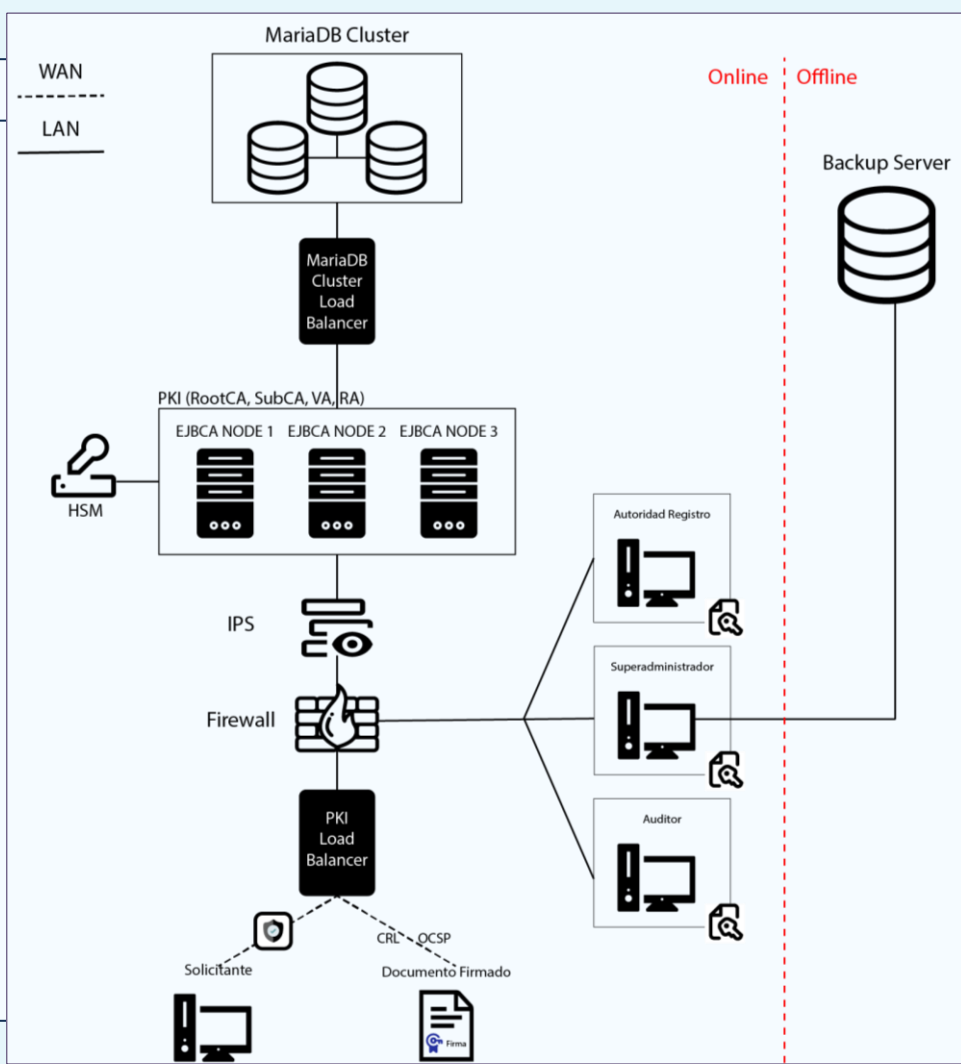 MariaDB Cluster
WAN
LAN
Online
Offline
Backup Server
MariaDB
Cluster
Load
Balancer
PKI (RootCA, SubCA, VA, RA)
EJBCA NODE 1
EJBCA NODE 2
EJBCA NODE 3
HSM
Autoridad Registro
IPS
Superadministrador
Firewall
PKI
Load
Balancer
Auditor
CRL
OCSP
Solicitante
Documento Firmado
Firma